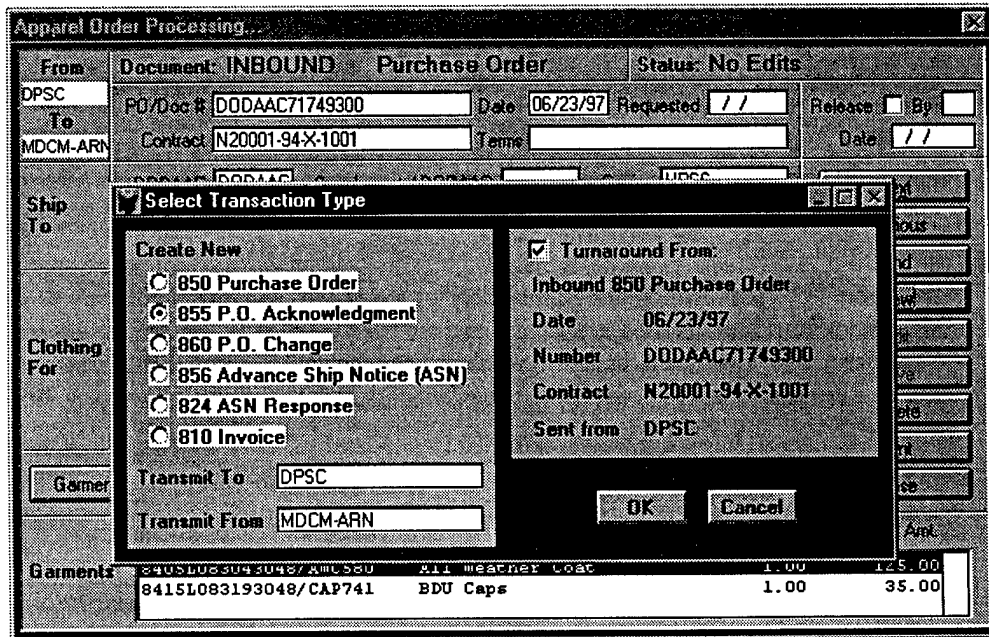 Apparel Order Processing...
From Document: INBOUND Purchase Order Status: No Edits
DPSC
To
MDCM-ARN
PO/Doc # DODAAC71749300 Date 06/23/97 Requested / / Release By
Contract N20001-94-X-1001 Terms Date / /
Ship
To
Select Transaction Type
Create New
850 Purchase Order
855 P.O. Acknowledgment
860 P.O. Change
856 Advance Ship Notice (ASN)
824 ASN Response
810 Invoice
Transmit To DPSC
Transmit From MDCM-ARN
Turnaround From:
Inbound 850 Purchase Order
Date 06/23/97
Number DODAAC71749300
Contract N20001-94-X-1001
Sent from DPSC
OK Cancel
Clothing
For
Garmer
Amt.
Garments
All weather Coat 1.00 125.00
8415L083193048/CAP741 BDU Caps 1.00 35.00